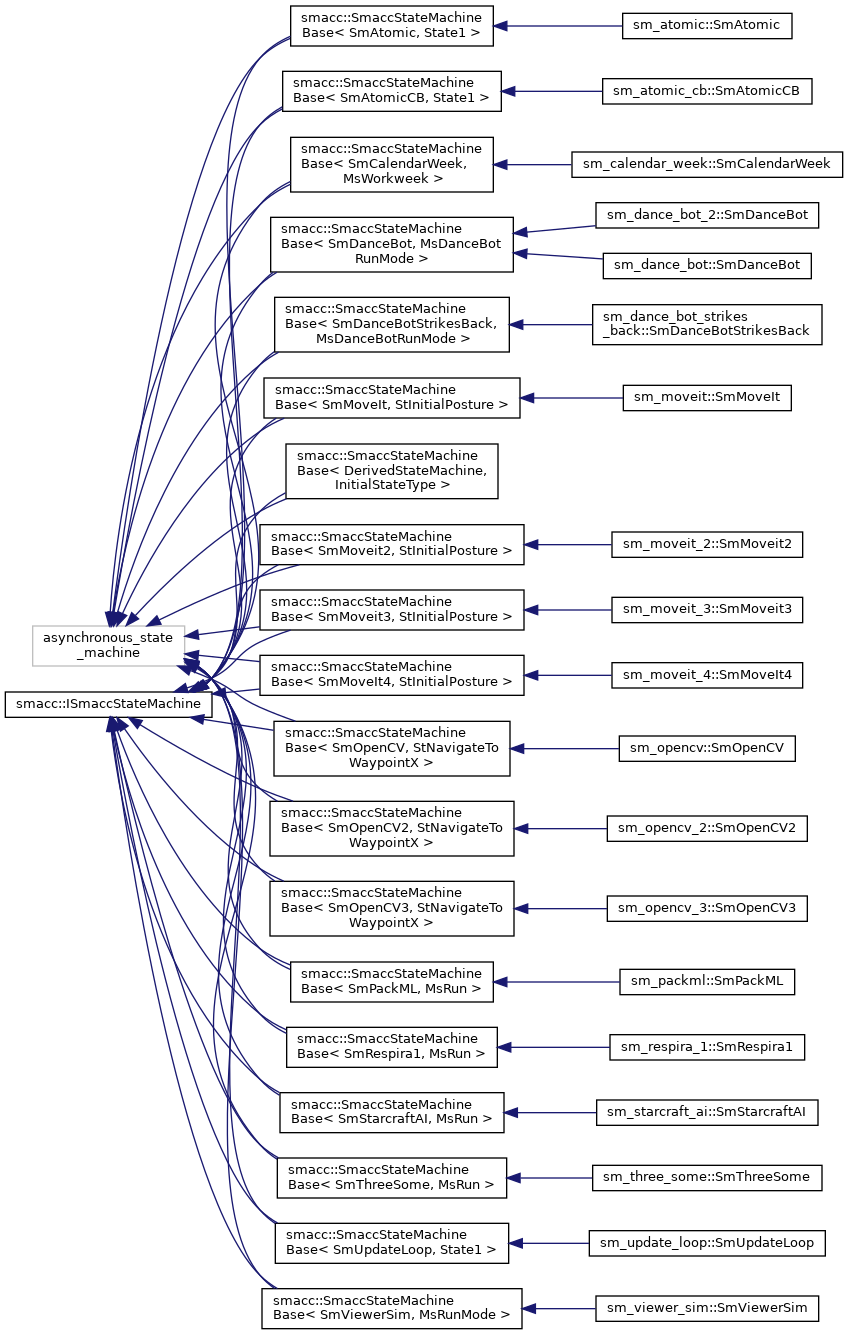 asynchronous_state
_machine
smacc::ISmaccStateMachine
smacc::SmaccStateMachine
Base< SmAtomic, State1 >
sm_atomic::SmAtomic
smacc::SmaccStateMachine
Base< SmAtomicCB, State1 >
sm_atomic_cb::SmAtomicCB
smacc::SmaccStateMachine
Base< SmCalendarWeek,
MsWorkweek >
sm_calendar_week::SmCalendarWeek
smacc::SmaccStateMachine
Base< SmDanceBot, MsDanceBot
RunMode >
sm_dance_bot_2::SmDanceBot
sm_dance_bot::SmDanceBot
smacc::SmaccStateMachine
Base< SmDanceBotStrikesBack,
MsDanceBotRunMode >
sm_dance_bot_strikes
_back::SmDanceBotStrikesBack
smacc::SmaccStateMachine
Base< SmMoveIt, StInitialPosture >
sm_moveit::SmMoveIt
smacc::SmaccStateMachine
Base< DerivedStateMachine,
InitialStateType >
smacc::SmaccStateMachine
Base< SmMoveit2, StInitialPosture >
sm_moveit_2::SmMoveit2
smacc::SmaccStateMachine
Base< SmMoveit3, StInitialPosture >
sm_moveit_3::SmMoveit3
smacc::SmaccStateMachine
Base< SmMoveIt4, StInitialPosture >
sm_moveit_4::SmMoveIt4
smacc::SmaccStateMachine
Base< SmOpenCV, StNavigateTo
WaypointX >
sm_opencv::SmOpenCV
smacc::SmaccStateMachine
Base< SmOpenCV2, StNavigateTo
WaypointX >
sm_opencv_2::SmOpenCV2
smacc::SmaccStateMachine
Base< SmOpenCV3, StNavigateTo
WaypointX >
sm_opencv_3::SmOpenCV3
smacc::SmaccStateMachine
Base< SmPackML, MsRun >
sm_packml::SmPackML
smacc::SmaccStateMachine
Base< SmRespira1, MsRun >
sm_respira_1::SmRespira1
smacc::SmaccStateMachine
Base< SmStarcraftAI, MsRun >
sm_starcraft_ai::SmStarcraftAI
smacc::SmaccStateMachine
Base< SmThreeSome, MsRun >
sm_three_some::SmThreeSome
smacc::SmaccStateMachine
Base< SmUpdateLoop, State1 >
sm_update_loop::SmUpdateLoop
smacc::SmaccStateMachine
Base< SmViewerSim, MsRunMode >
sm_viewer_sim::SmViewerSim